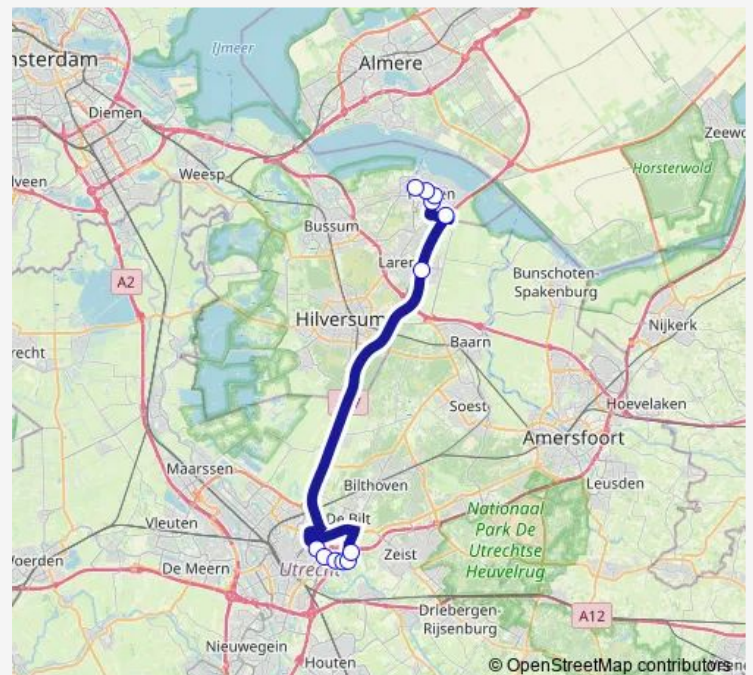 IJmeer
nsterdam
Almere
Diemen
Zeewo
Horsterwold
Weesp
lveen
en
Bussum
Laren
A2
Bunschoten-
Spakenburg
Hilversum
Nijkerk
Baarn
recht
Soest
Hoevelaken
Amersfoort
Maarssen
Bilthoven
Leusden
Nationaal
Park De
Utrechtse
Heuvelrug
Vleuten
De Bilt
Zeist
oerden
De Meern
Utrecht
Driebergen-
Rijsenburg
A12
Nieuwegein
Houten
© OpenStreetMap contributors